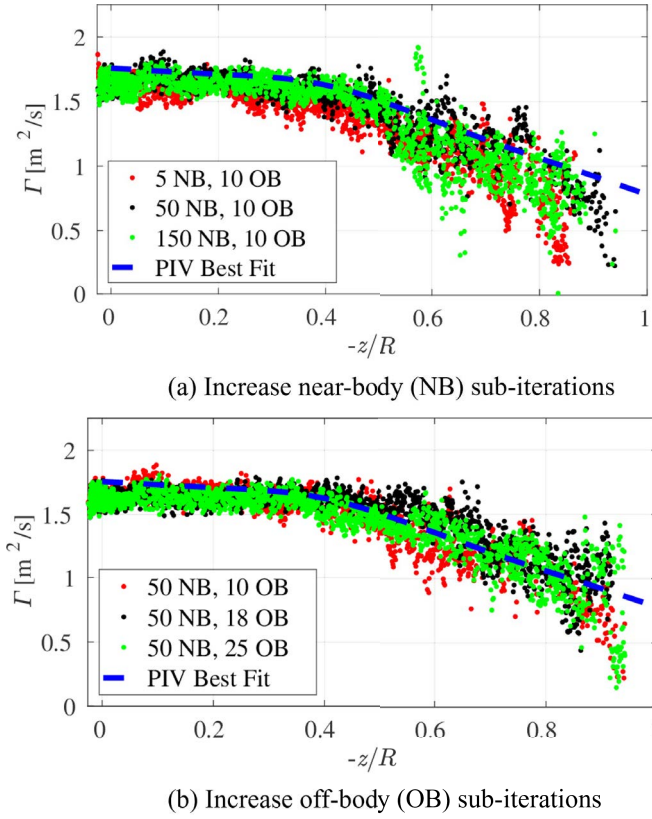 2
1.5
1
0.5
0
Γ [m²/s]
5 NB, 10 OB
50 NB, 10 OB
150 NB, 10 OB
PIV Best Fit
0 0.2 0.4 0.6 0.8 1
-z/R
(a) Increase near-body (NB) sub-iterations
2
1.5
1
0.5
0
Γ [m²/s]
50 NB, 10 OB
50 NB, 18 OB
50 NB, 25 OB
PIV Best Fit
0 0.2 0.4 0.6 0.8 1
-z/R
(b) Increase off-body (OB) sub-iterations